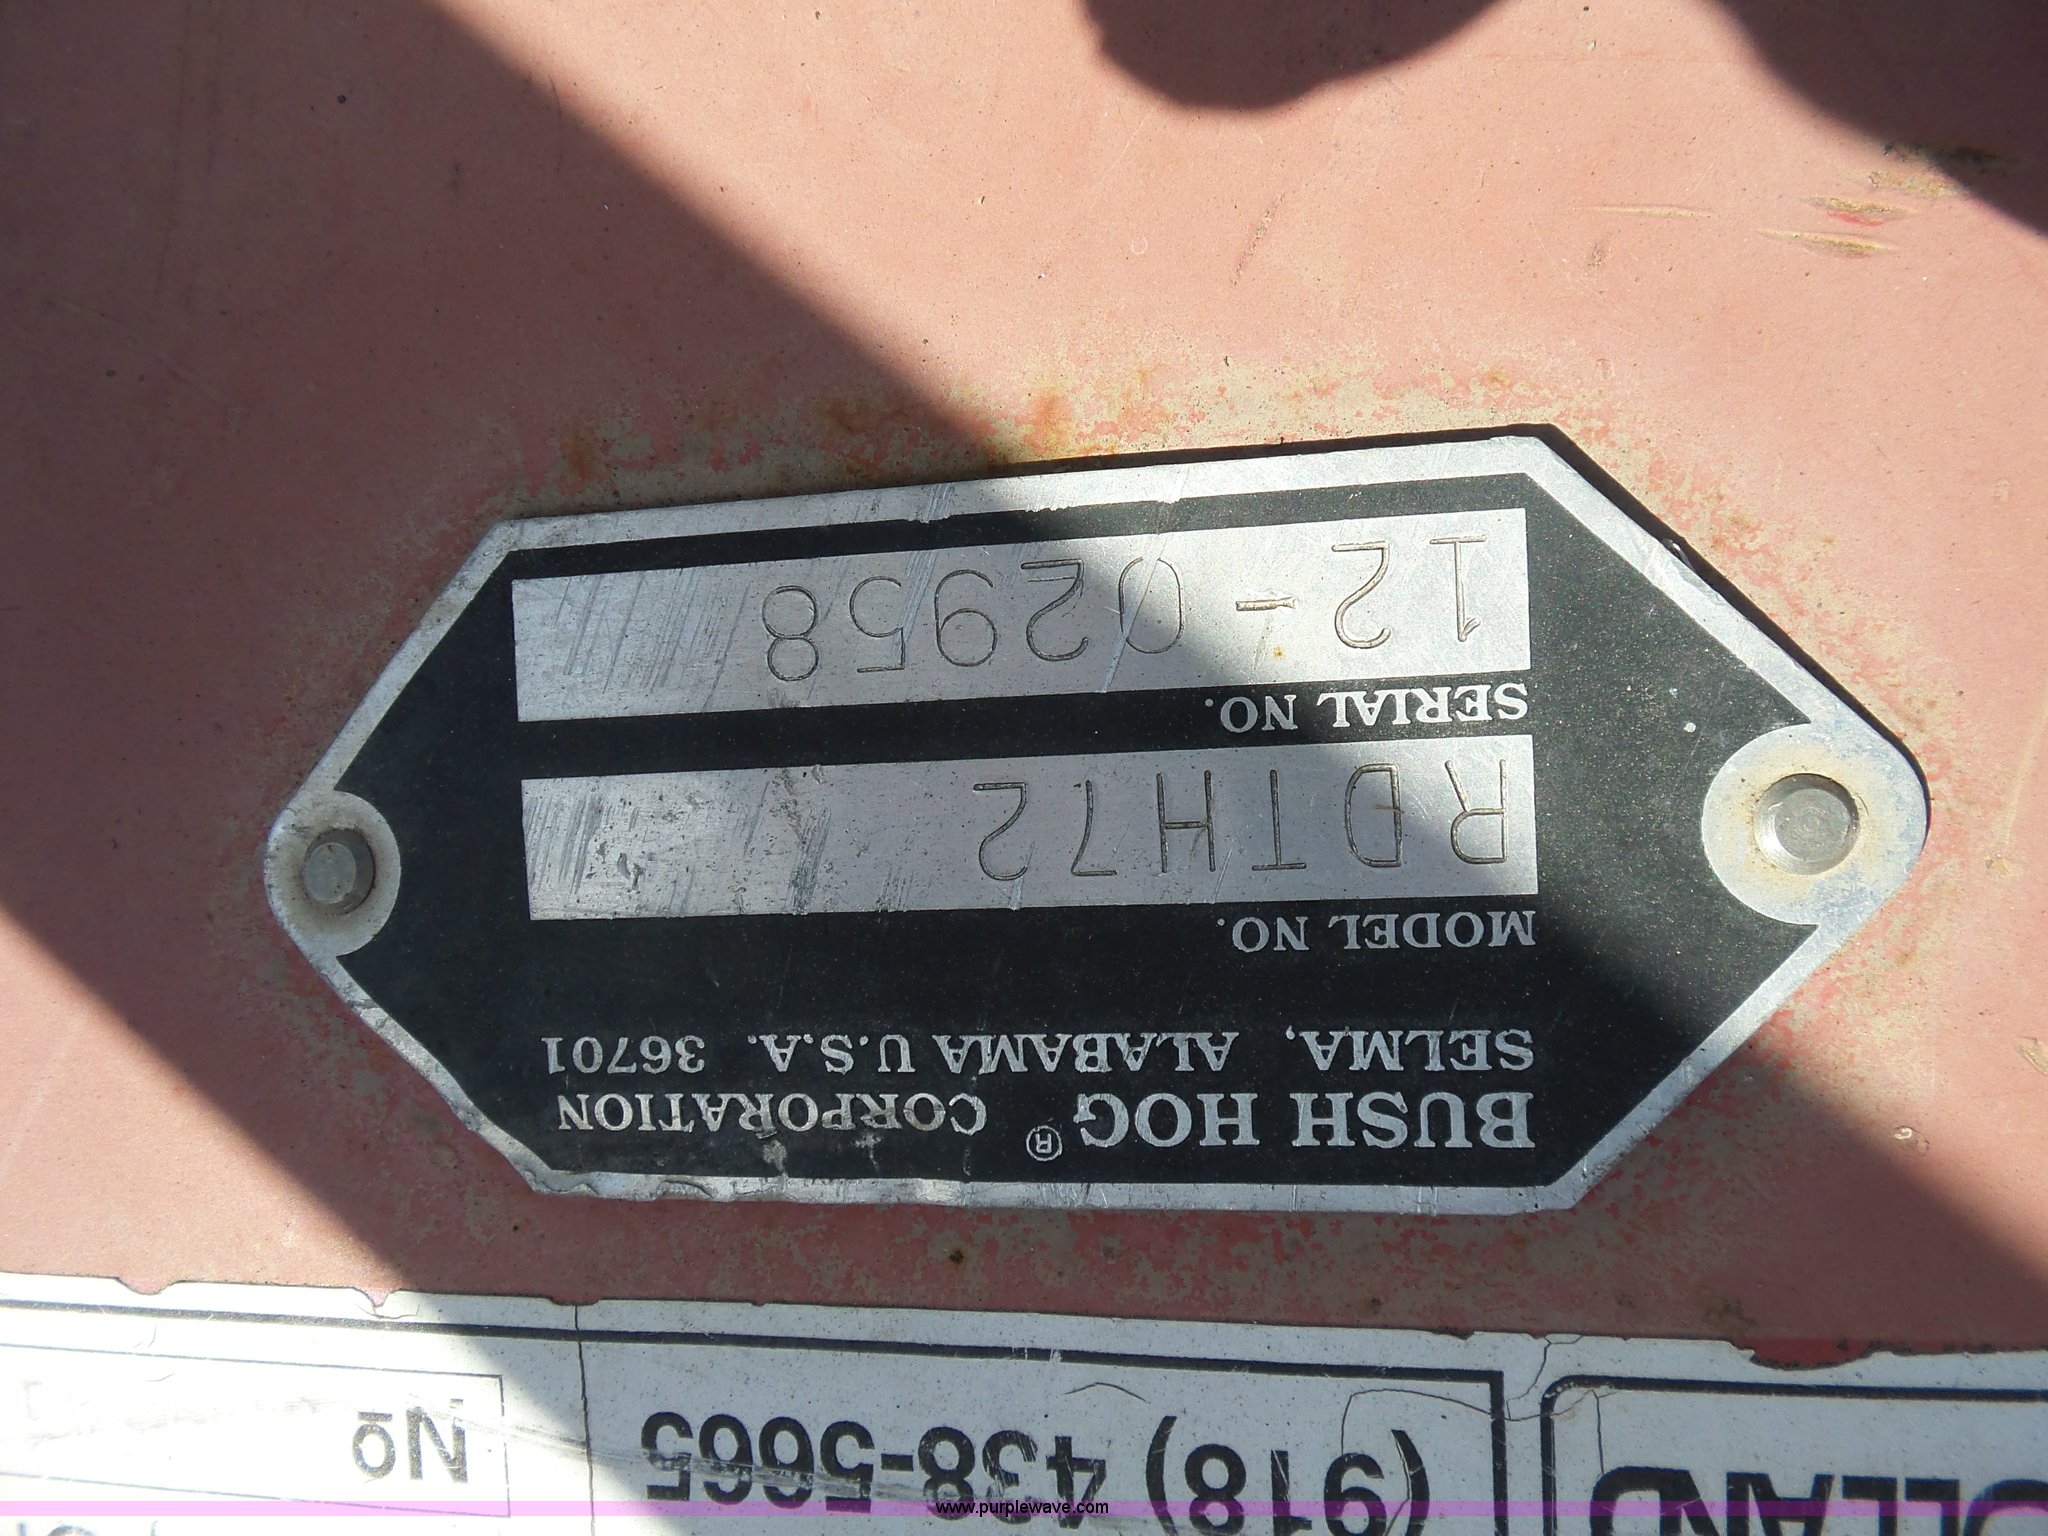 OLLAND (918) 438-5665 Nº
BUSH HOG® CORPORATION
SELMA, ALABAMA U.S.A. 36701
MODEL NO.
RDTH72
SERIAL NO.
12-02958
www.purplewave.com